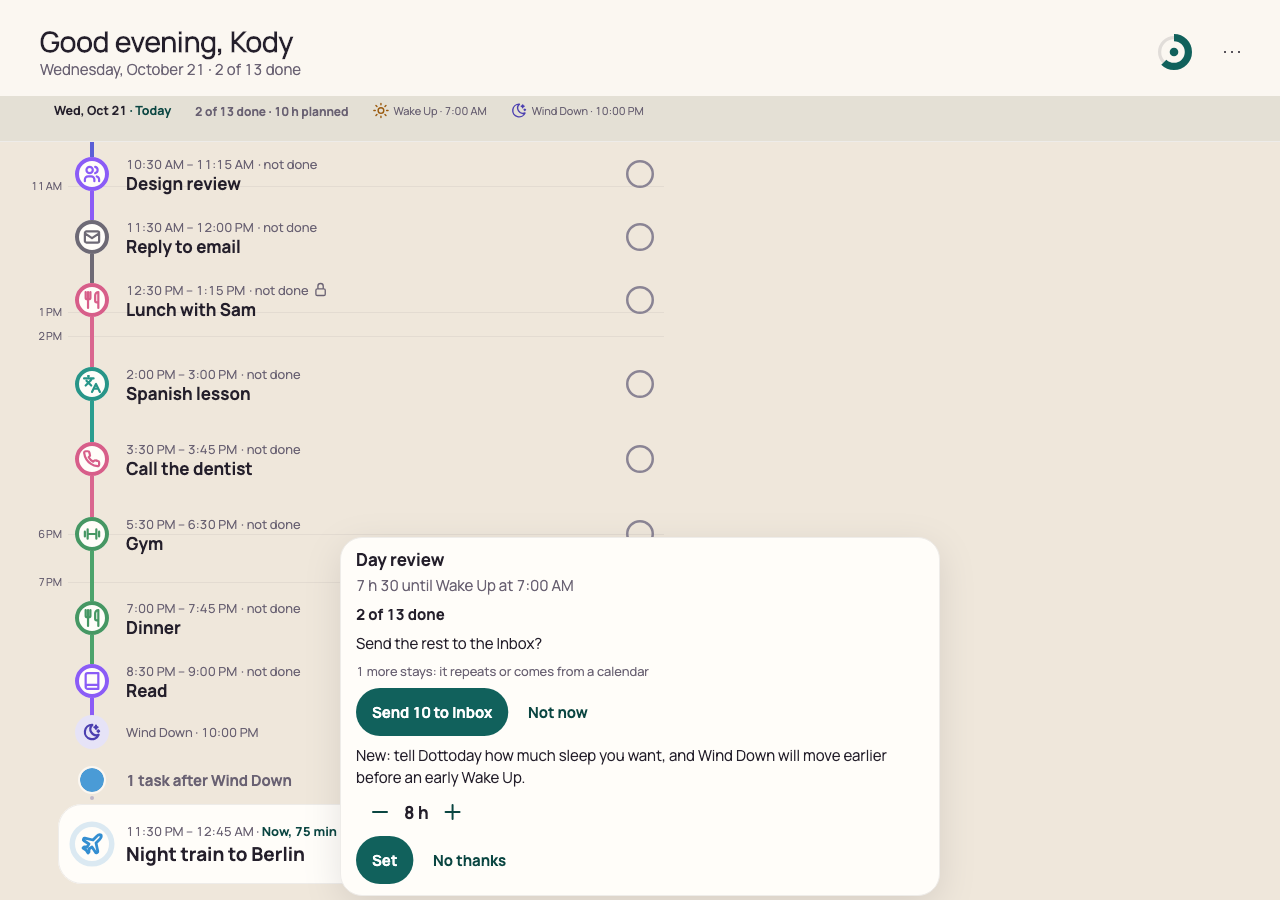 Good evening, Kody
Wednesday, October 21 · 2 of 13 done
Wed, Oct 21 · Today
2 of 13 done · 10 h planned
Wake Up · 7:00 AM
Wind Down · 10:00 PM
10:30 AM – 11:15 AM · not done
11 AM
Design review
11:30 AM – 12:00 PM · not done
Reply to email
12:30 PM – 1:15 PM · not done
1 PM
Lunch with Sam
2 PM
2:00 PM – 3:00 PM · not done
Spanish lesson
3:30 PM – 3:45 PM · not done
Call the dentist
5:30 PM – 6:30 PM · not done
6 PM
Gym
7 PM
7:00 PM – 7:45 PM · not done
Dinner
8:30 PM – 9:00 PM · not done
Read
Wind Down · 10:00 PM
1 task after Wind Down
11:30 PM – 12:45 AM · Now, 75 min
Night train to Berlin
Day review
7 h 30 until Wake Up at 7:00 AM
2 of 13 done
Send the rest to the Inbox?
1 more stays: it repeats or comes from a calendar
Send 10 to Inbox
Not now
New: tell Dottoday how much sleep you want, and Wind Down will move earlier
before an early Wake Up.
8 h
Set
No thanks